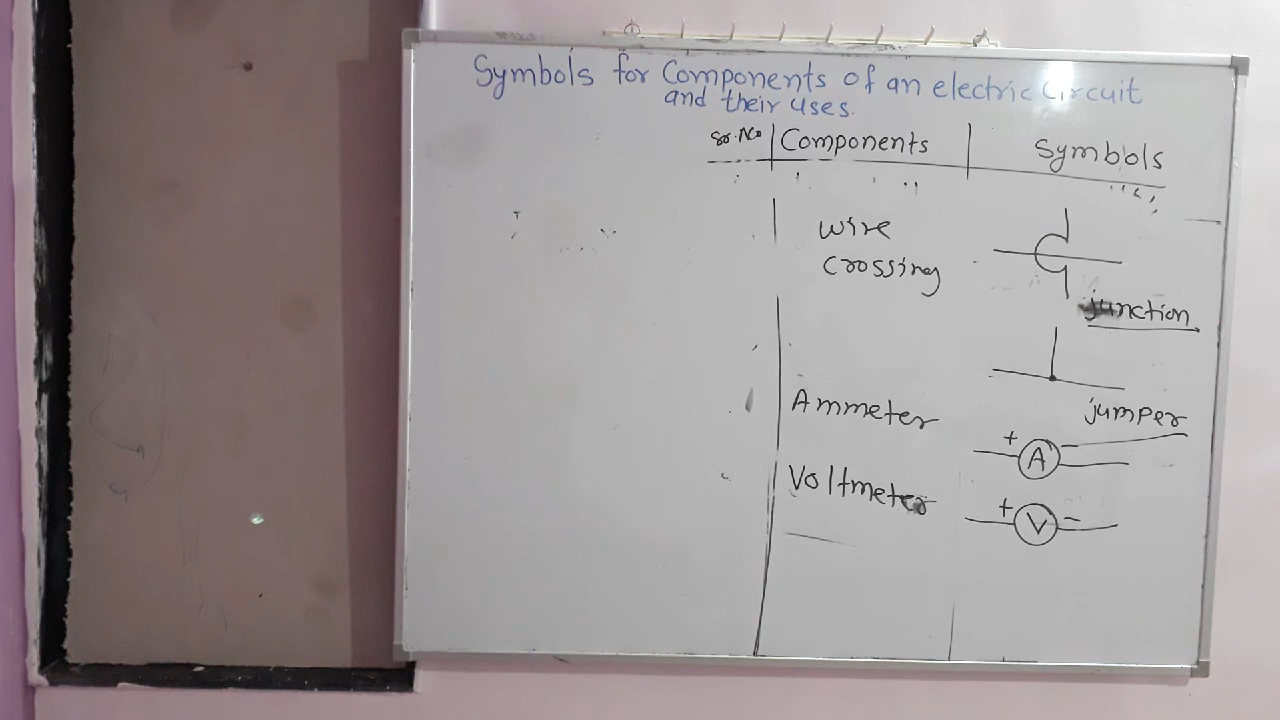 Symbols for Components of an electric circuit
and their uses.
Sr.No Components Symbols
wire
crossing
junction
Ammeter
jumper
+ A -
Voltmeter
+ V -